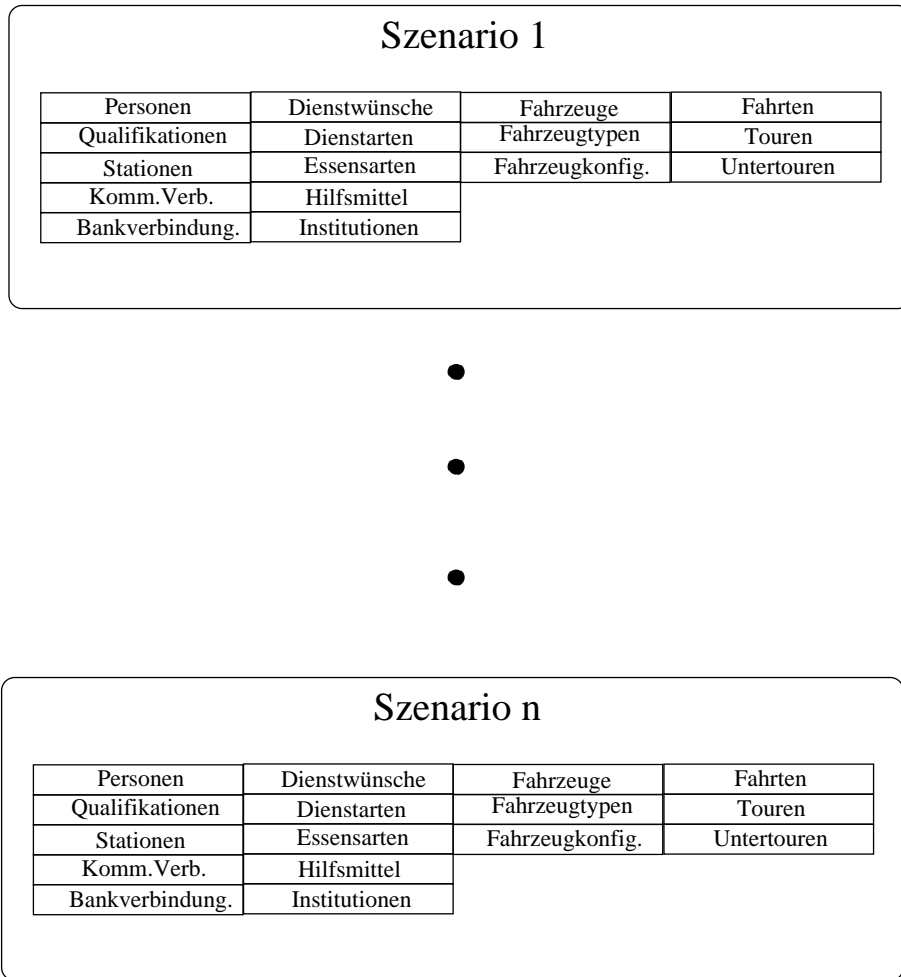 Szenario 1
Personen Dienstwünsche Fahrzeuge Fahrten
Qualifikationen Dienstarten Fahrzeugtypen Touren
Stationen Essensarten Fahrzeugkonfig. Untertouren
Komm.Verb. Hilfsmittel
Bankverbindung. Institutionen
Szenario n
Personen Dienstwünsche Fahrzeuge Fahrten
Qualifikationen Dienstarten Fahrzeugtypen Touren
Stationen Essensarten Fahrzeugkonfig. Untertouren
Komm.Verb. Hilfsmittel
Bankverbindung. Institutionen